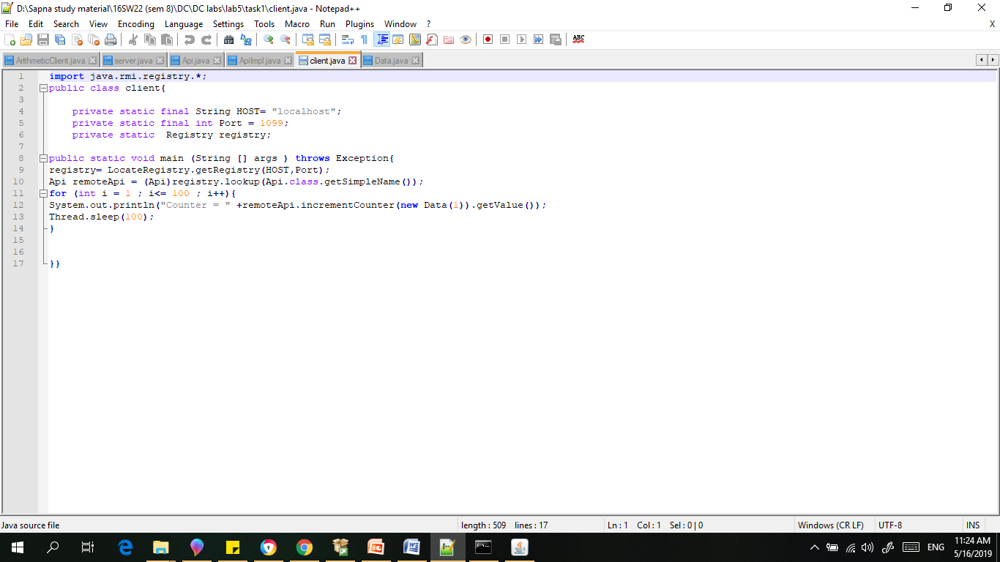 D:\Sapna study material\16SW22 (sem 8)\DC\DC labs\lab5\task1\client.java - Notepad++
File Edit Search View Encoding Language Settings Tools Macro Run Plugins Window ? X
ABC
ArithmeticClient.java server.java Api.java ApiImpl.java client.java Data.java
1 import java.rmi.registry.*;
2 public class client{
3
4 private static final String HOST= "localhost";
5 private static final int Port = 1099;
6 private static  Registry registry;
7
8 public static void main (String [] args ) throws Exception{
9 registry= LocateRegistry.getRegistry(HOST,Port);
10 Api remoteApi = (Api)registry.lookup(Api.class.getSimpleName());
11 for (int i = 1 ; i<= 100 ; i++){
12 System.out.println("Counter = " +remoteApi.incrementCounter(new Data(1)).getValue());
13 Thread.sleep(100);
14 }
15
16
17 }}
Java source file length : 509 lines : 17 Ln : 1 Col : 1 Sel : 0 | 0 Windows (CR LF) UTF-8 INS
ENG 11:24 AM
5/16/2019